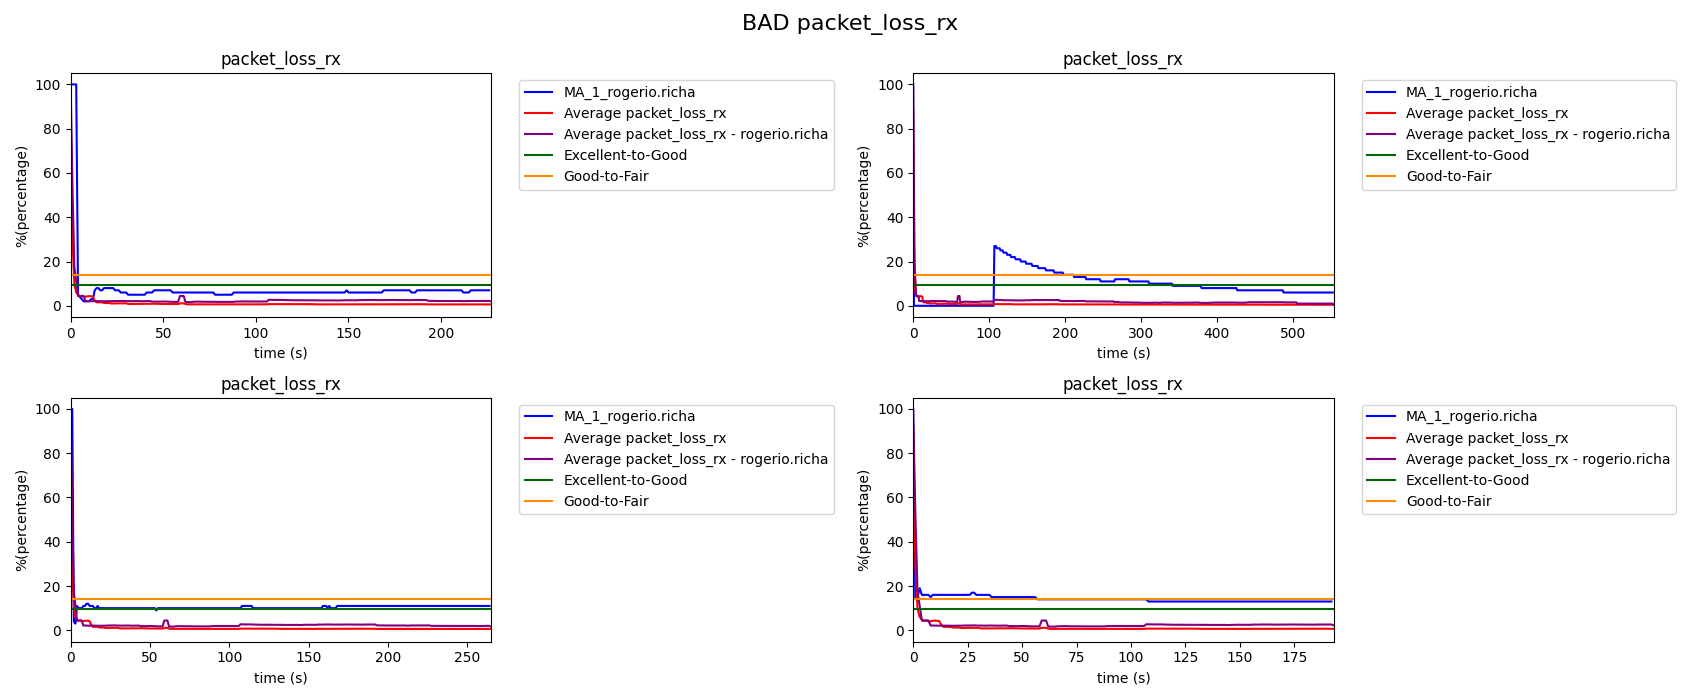 BAD packet_loss_rx
packet_loss_rx
%(percentage)
100
80
60
40
20
0
0
50
100
150
200
time (s)
MA_1_rogerio.richa
Average packet_loss_rx
Average packet_loss_rx - rogerio.richa
Excellent-to-Good
Good-to-Fair
packet_loss_rx
%(percentage)
100
80
60
40
20
0
0
100
200
300
400
500
time (s)
MA_1_rogerio.richa
Average packet_loss_rx
Average packet_loss_rx - rogerio.richa
Excellent-to-Good
Good-to-Fair
packet_loss_rx
%(percentage)
100
80
60
40
20
0
0
50
100
150
200
250
time (s)
MA_1_rogerio.richa
Average packet_loss_rx
Average packet_loss_rx - rogerio.richa
Excellent-to-Good
Good-to-Fair
packet_loss_rx
%(percentage)
100
80
60
40
20
0
0
25
50
75
100
125
150
175
time (s)
MA_1_rogerio.richa
Average packet_loss_rx
Average packet_loss_rx - rogerio.richa
Excellent-to-Good
Good-to-Fair